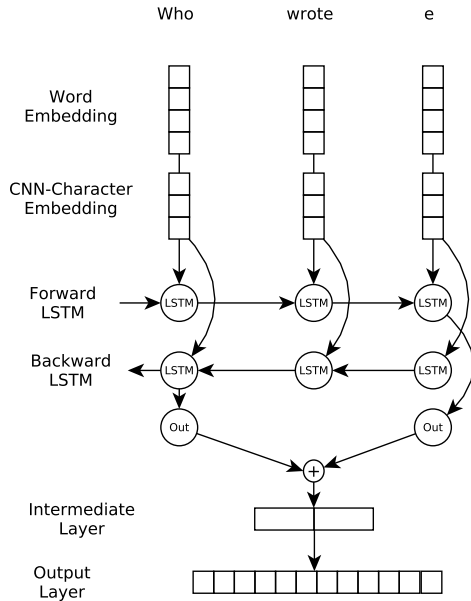 Who wrote e
Word
Embedding
CNN-Character
Embedding
Forward
LSTM
LSTM LSTM LSTM
Backward
LSTM
LSTM LSTM LSTM
Out Out
+
Intermediate
Layer
Output
Layer